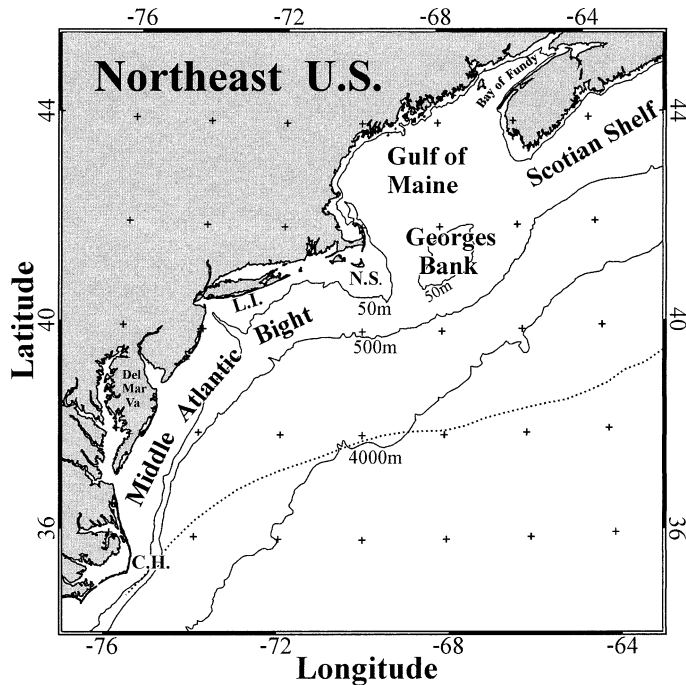 -76
-72
-68
-64
Northeast U.S.
Bay of Fundy
44
44
Gulf of
Maine
Scotian Shelf
Georges
Bank
50m
N.S.
50m
L.I.
Latitude
40
40
500m
Middle Atlantic Bight
Del
Mar
Va
4000m
36
36
C.H.
-76
-72
-68
-64
Longitude